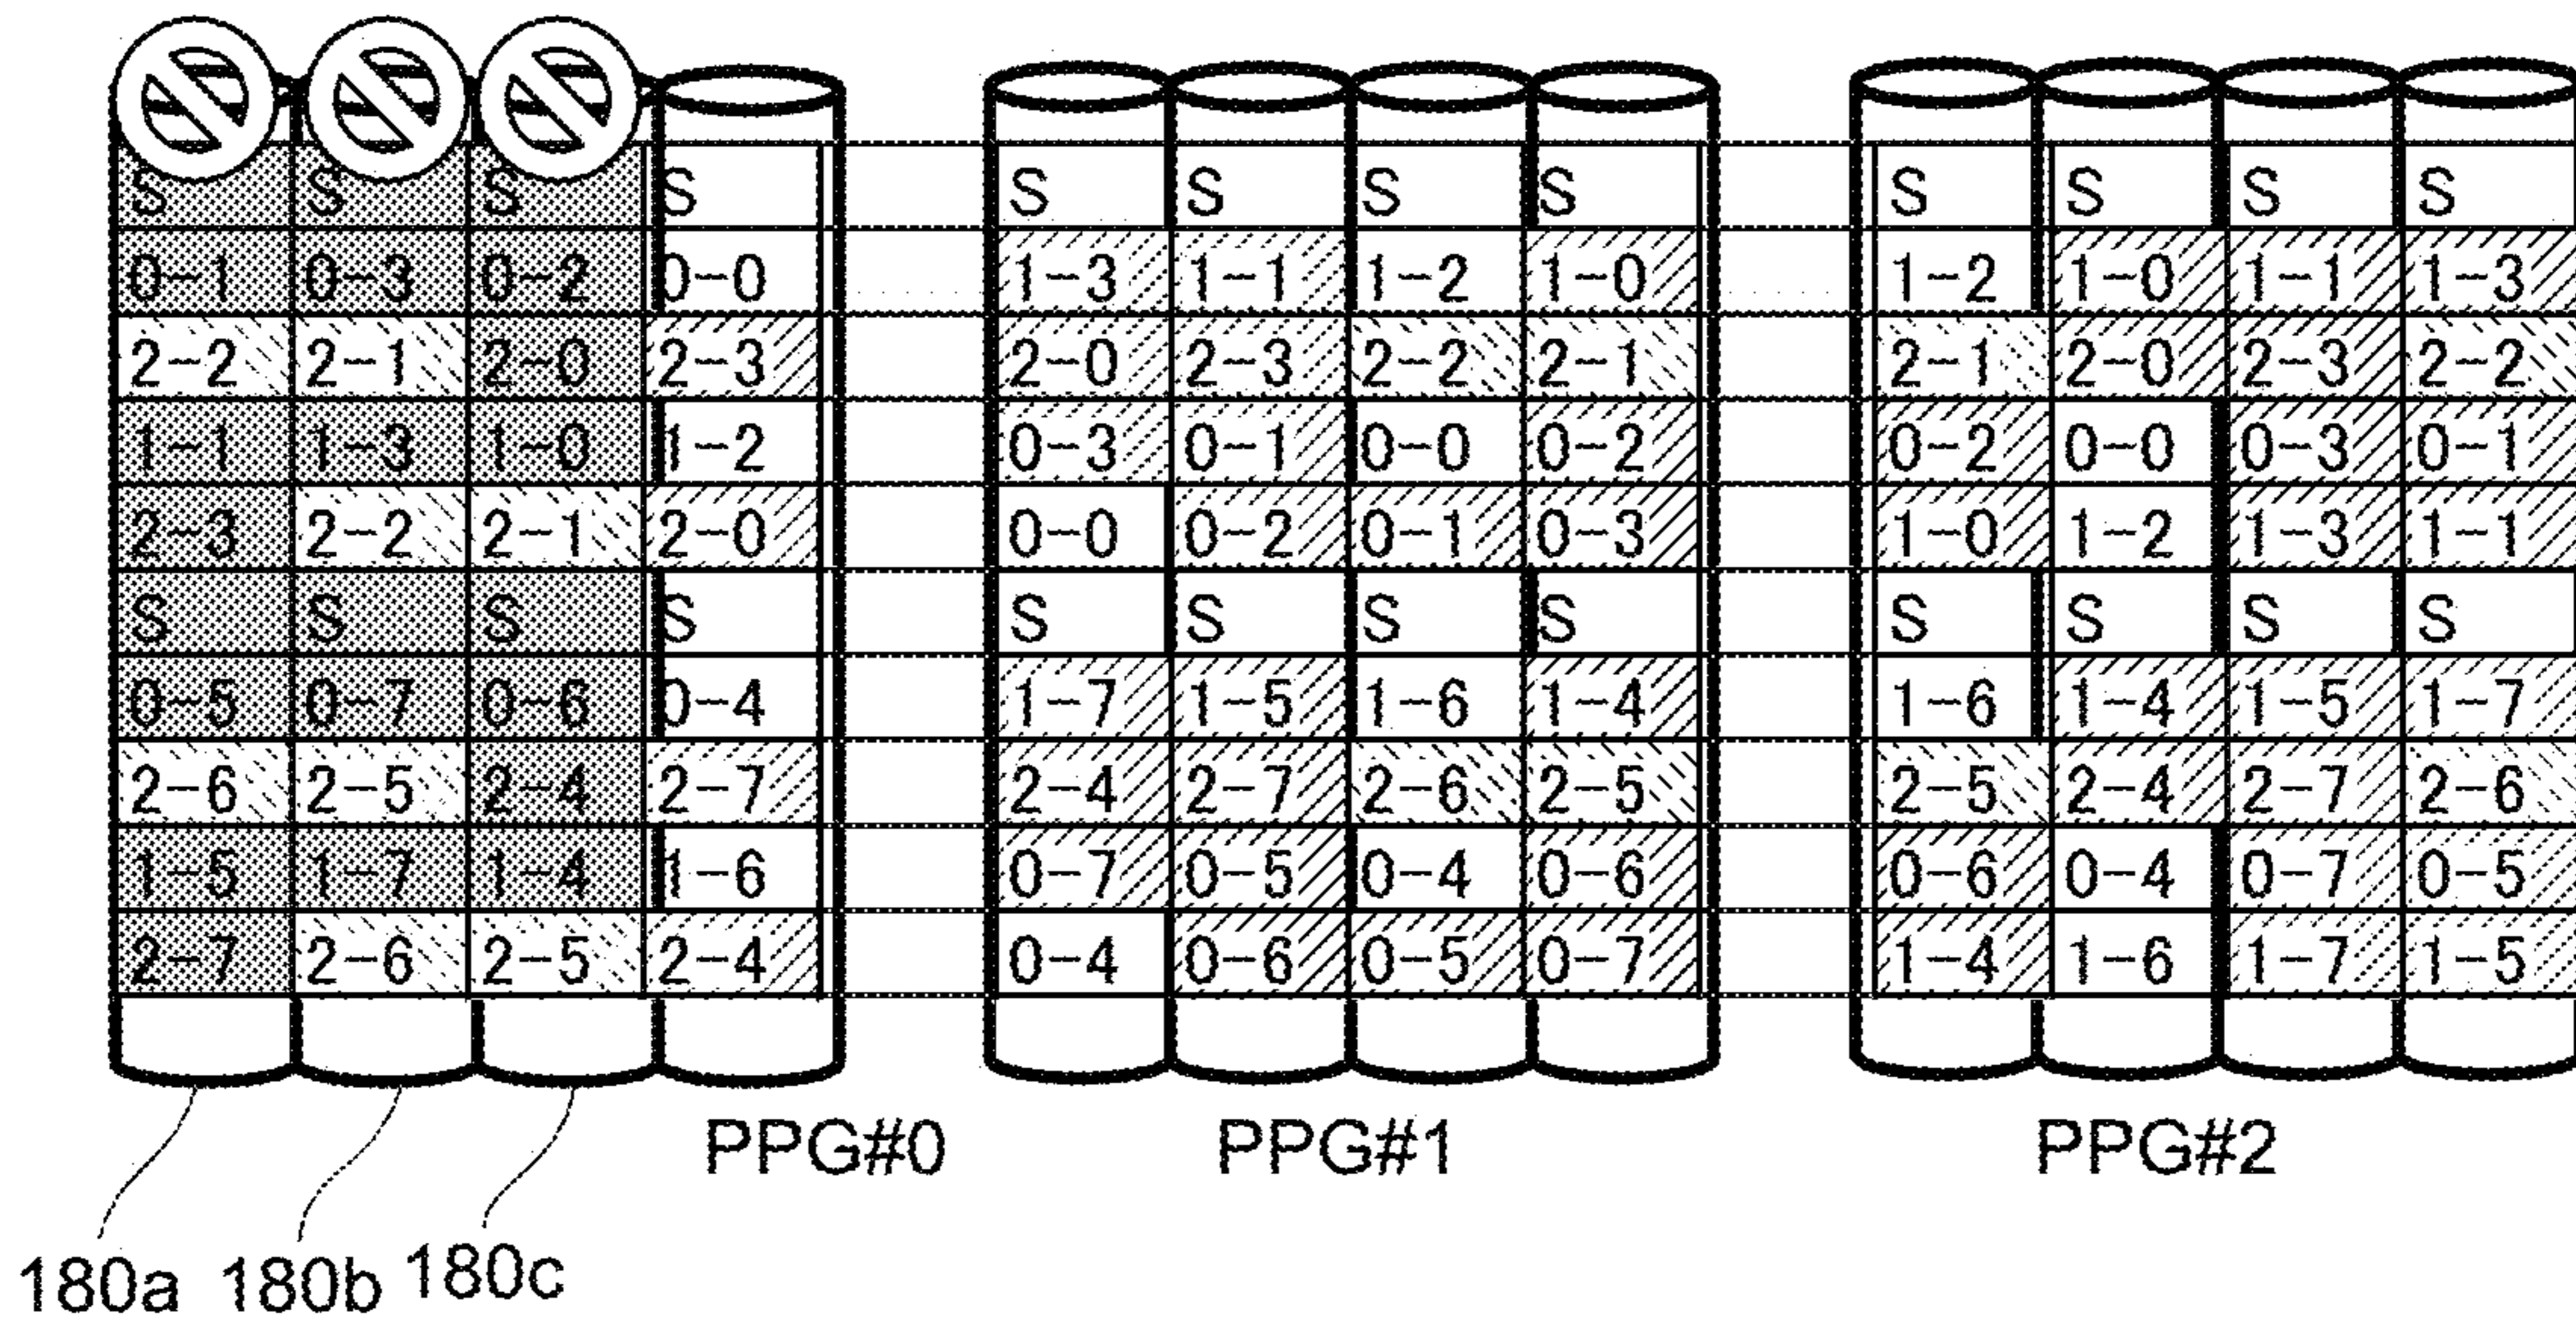 S S S S S S S S S S S S
0-1 0-3 0-2 0-0 1-3 1-1 1-2 1-0 1-2 1-0 1-1 1-3
2-2 2-1 2-0 2-3 2-0 2-3 2-2 2-1 2-1 2-0 2-3 2-2
1-1 1-3 1-0 1-2 0-3 0-1 0-0 0-2 0-2 0-0 0-3 0-1
2-3 2-2 2-1 2-0 0-0 0-2 0-1 0-3 1-0 1-2 1-3 1-1
S S S S S S S S S S S S
0-5 0-7 0-6 0-4 1-7 1-5 1-6 1-4 1-6 1-4 1-5 1-7
2-6 2-5 2-4 2-7 2-4 2-7 2-6 2-5 2-5 2-4 2-7 2-6
1-5 1-7 1-4 1-6 0-7 0-5 0-4 0-6 0-6 0-4 0-7 0-5
2-7 2-6 2-5 2-4 0-4 0-6 0-5 0-7 1-4 1-6 1-7 1-5
PPG#0 PPG#1 PPG#2
180a 180b 180c